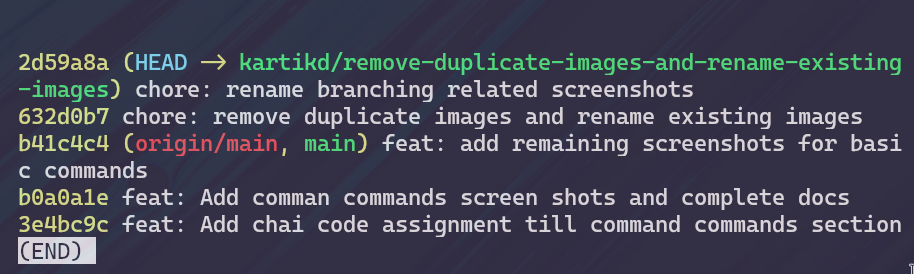 2d59a8a (HEAD -> kartikd/remove-duplicate-images-and-rename-existing
-images) chore: rename branching related screenshots
632d0b7 chore: remove duplicate images and rename existing images
b41c4c4 (origin/main, main) feat: add remaining screenshots for basi
c commands
b0a0a1e feat: Add comman commands screen shots and complete docs
3e4bc9c feat: Add chai code assignment till command commands section
(END)